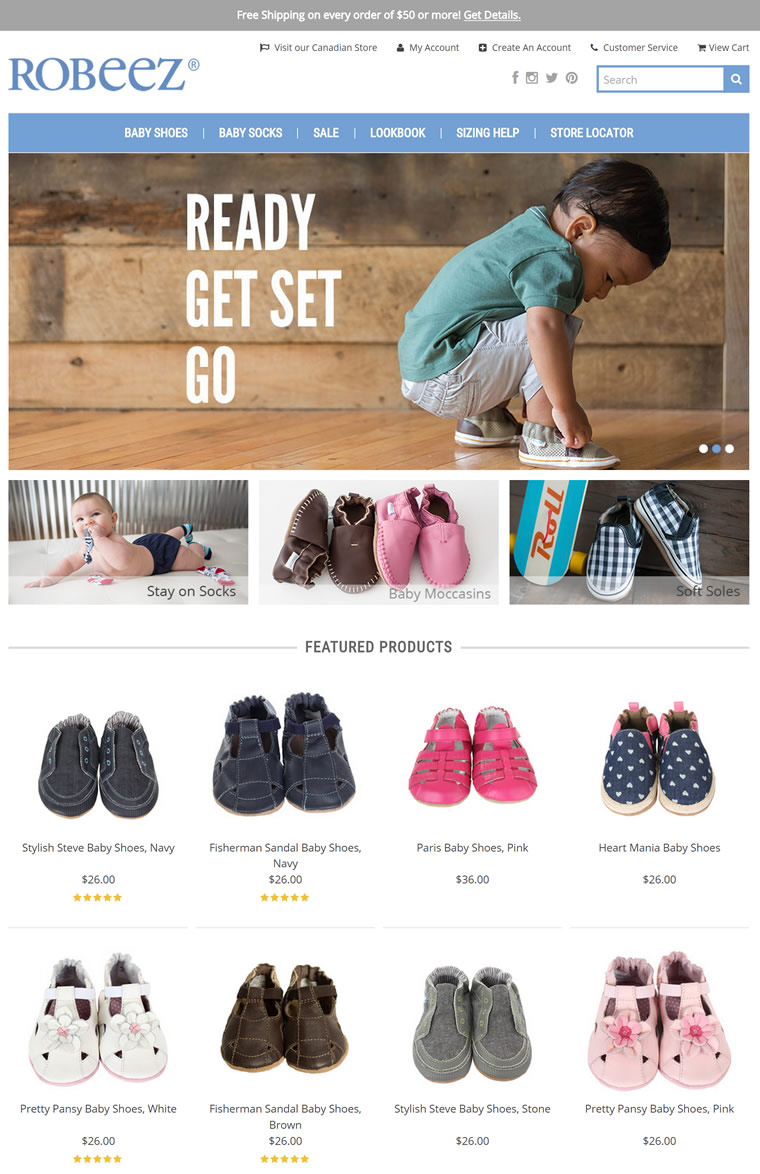 Free Shipping on every order of $50 or more! Get Details.
Visit our Canadian Store My Account Create An Account Customer Service View Cart
ROBEEZ®
Search
BABY SHOES | BABY SOCKS | SALE | LOOKBOOK | SIZING HELP | STORE LOCATOR
READY
GET SET
GO
Roll
Stay on Socks
Baby Moccasins
Soft Soles
FEATURED PRODUCTS
Stylish Steve Baby Shoes, Navy
$26.00
Fisherman Sandal Baby Shoes,
Navy
$26.00
Paris Baby Shoes, Pink
$36.00
Heart Mania Baby Shoes
$26.00
Pretty Pansy Baby Shoes, White
$26.00
Fisherman Sandal Baby Shoes,
Brown
$26.00
Stylish Steve Baby Shoes, Stone
$26.00
Pretty Pansy Baby Shoes, Pink
$26.00